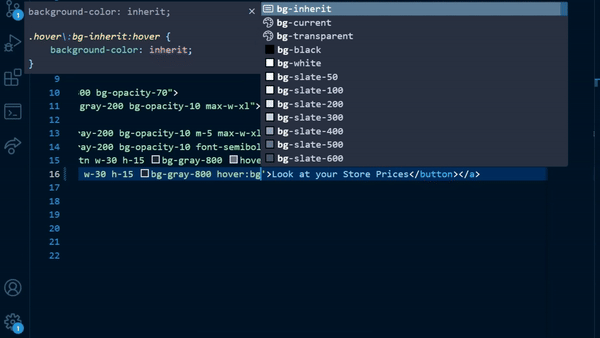 background-color: inherit;
.hover\:bg-inherit:hover {
background-color: inherit;
}
bg-inherit
bg-current
bg-transparent
bg-black
bg-white
bg-slate-50
bg-slate-100
bg-slate-200
bg-slate-300
bg-slate-400
bg-slate-500
bg-slate-600
9
10 00 bg-opacity-70">
11 gray-200 bg-opacity-10 max-w-xl">
12
13 ray-200 bg-opacity-10 m-5 max-w-xl
14 ray-200 bg-opacity-10 font-semibol
15 tn w-30 h-15 bg-gray-800 hove
16 w-30 h-15 bg-gray-800 hover:bg'>Look at your Store Prices</button></a>
17
18
19
20
21
22
1
1